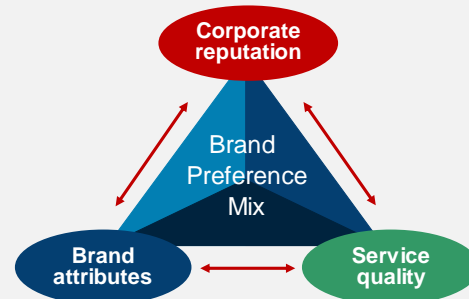 Corporate
reputation
Brand
Preference
Mix
Brand
attributes
Service
quality